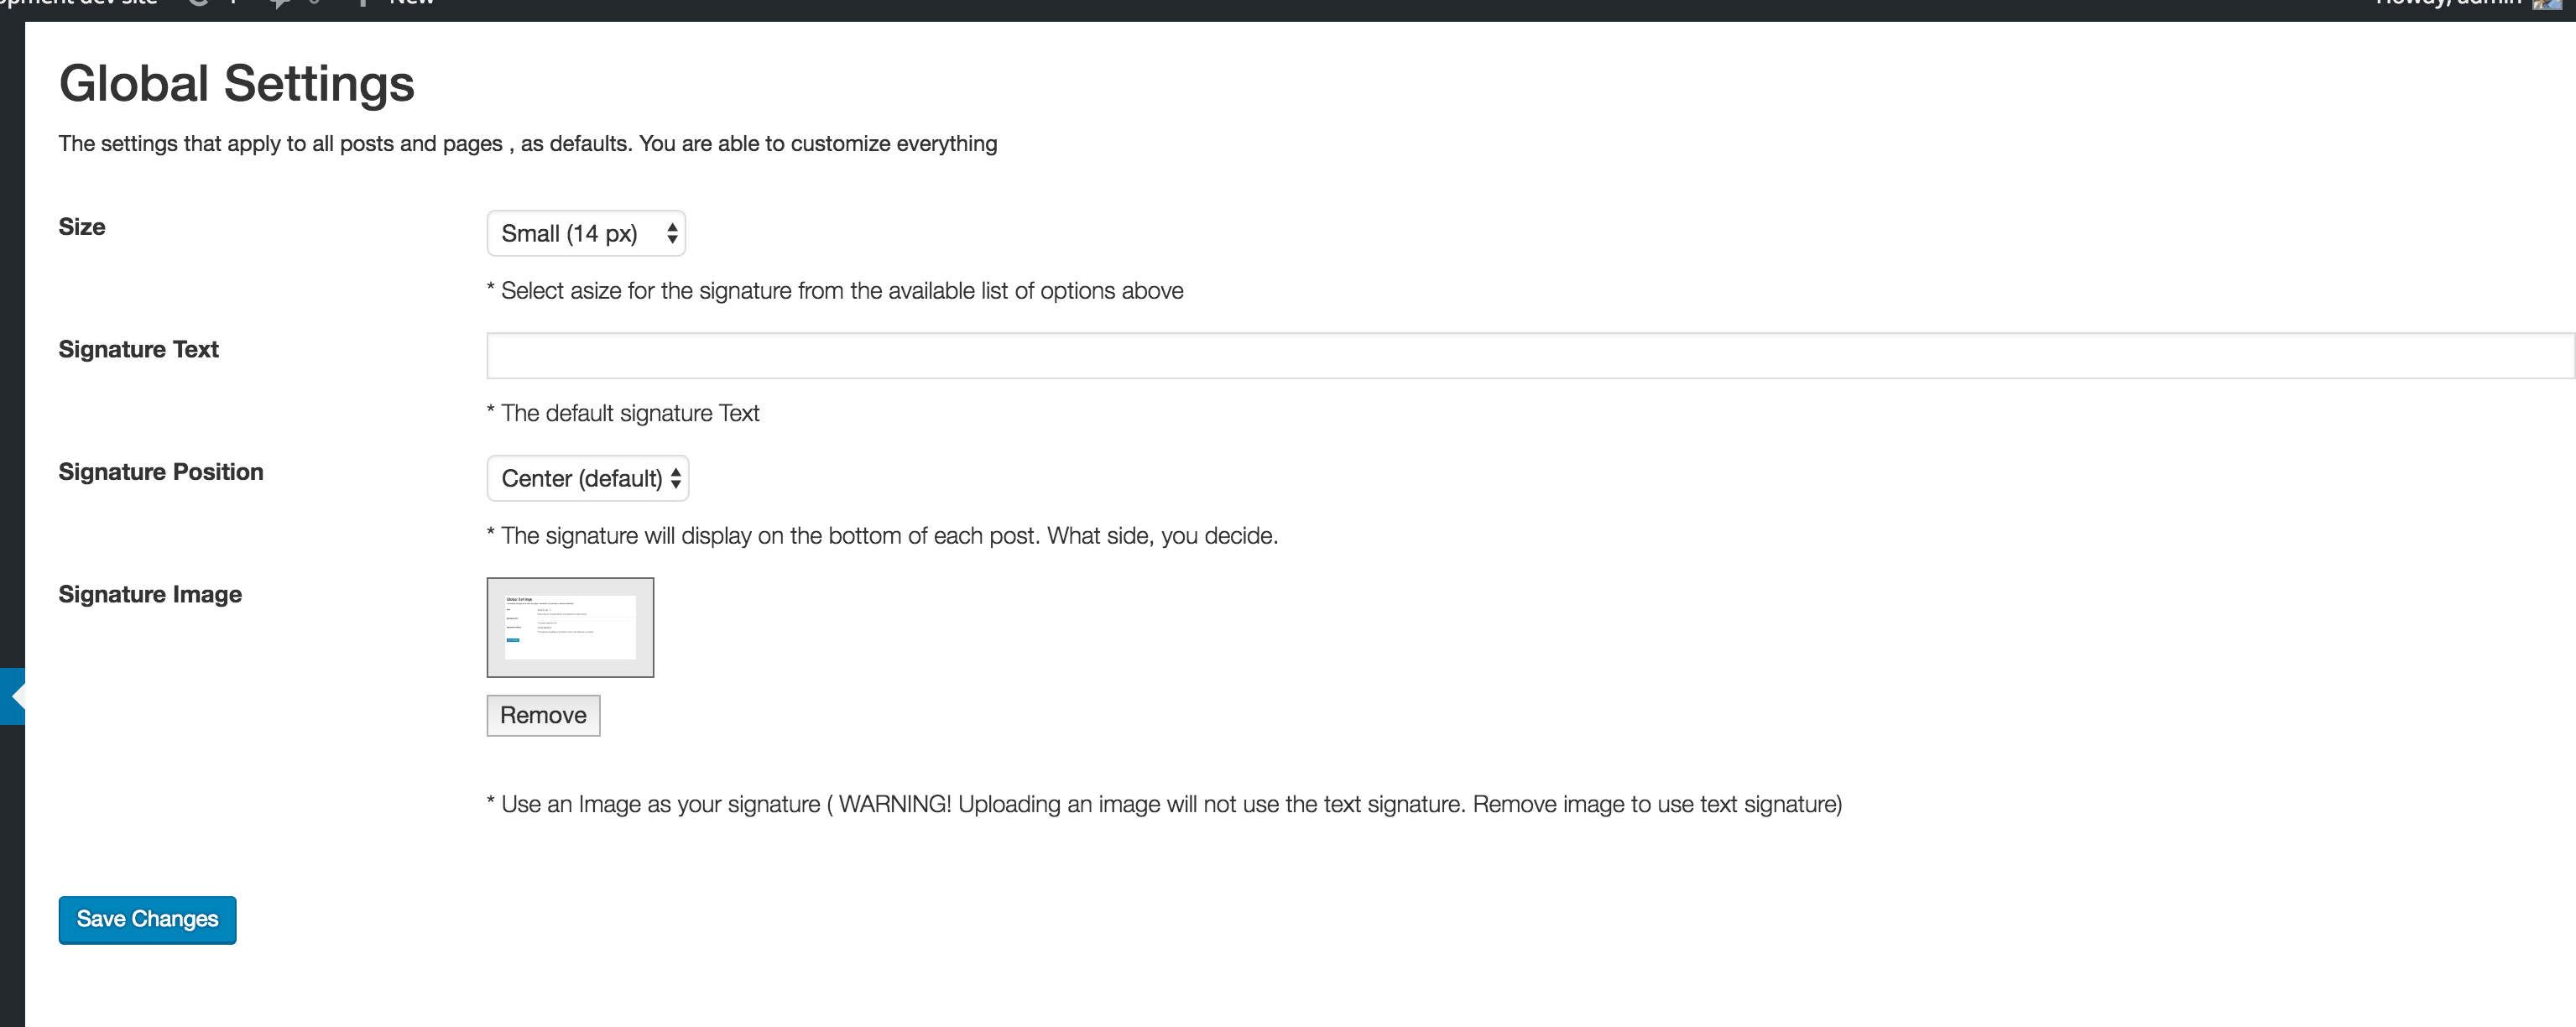 dev site
New
Howdy, admin
Global Settings
The settings that apply to all posts and pages , as defaults. You are able to customize everything
Size
Small (14 px)
* Select asize for the signature from the available list of options above
Signature Text
* The default signature Text
Signature Position
Center (default)
* The signature will display on the bottom of each post. What side, you decide.
Signature Image
Remove
* Use an Image as your signature ( WARNING! Uploading an image will not use the text signature. Remove image to use text signature)
Save Changes